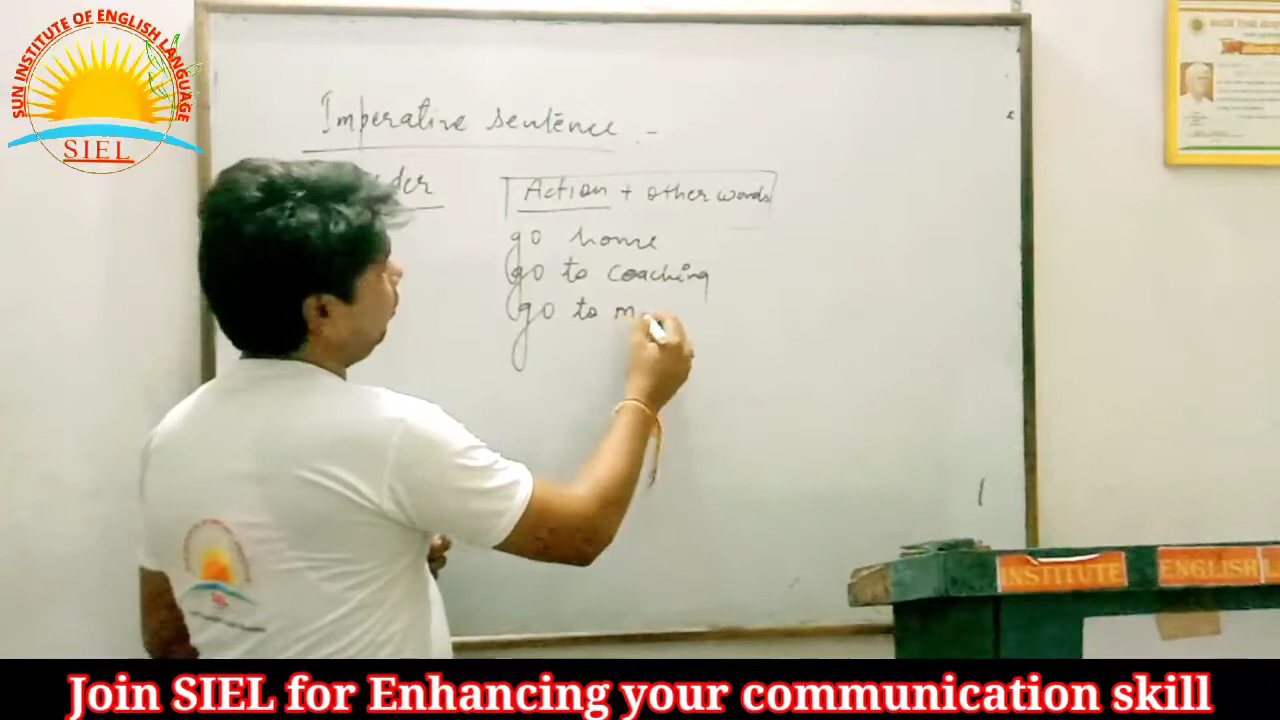 SUN INSTITUTE OF ENGLISH LANGUAGE
SIEL
Imperative sentence -
Action + other words
go home
go to coaching
go to m
INSTITUTE
ENGLISH
Join SIEL for Enhancing your communication skill